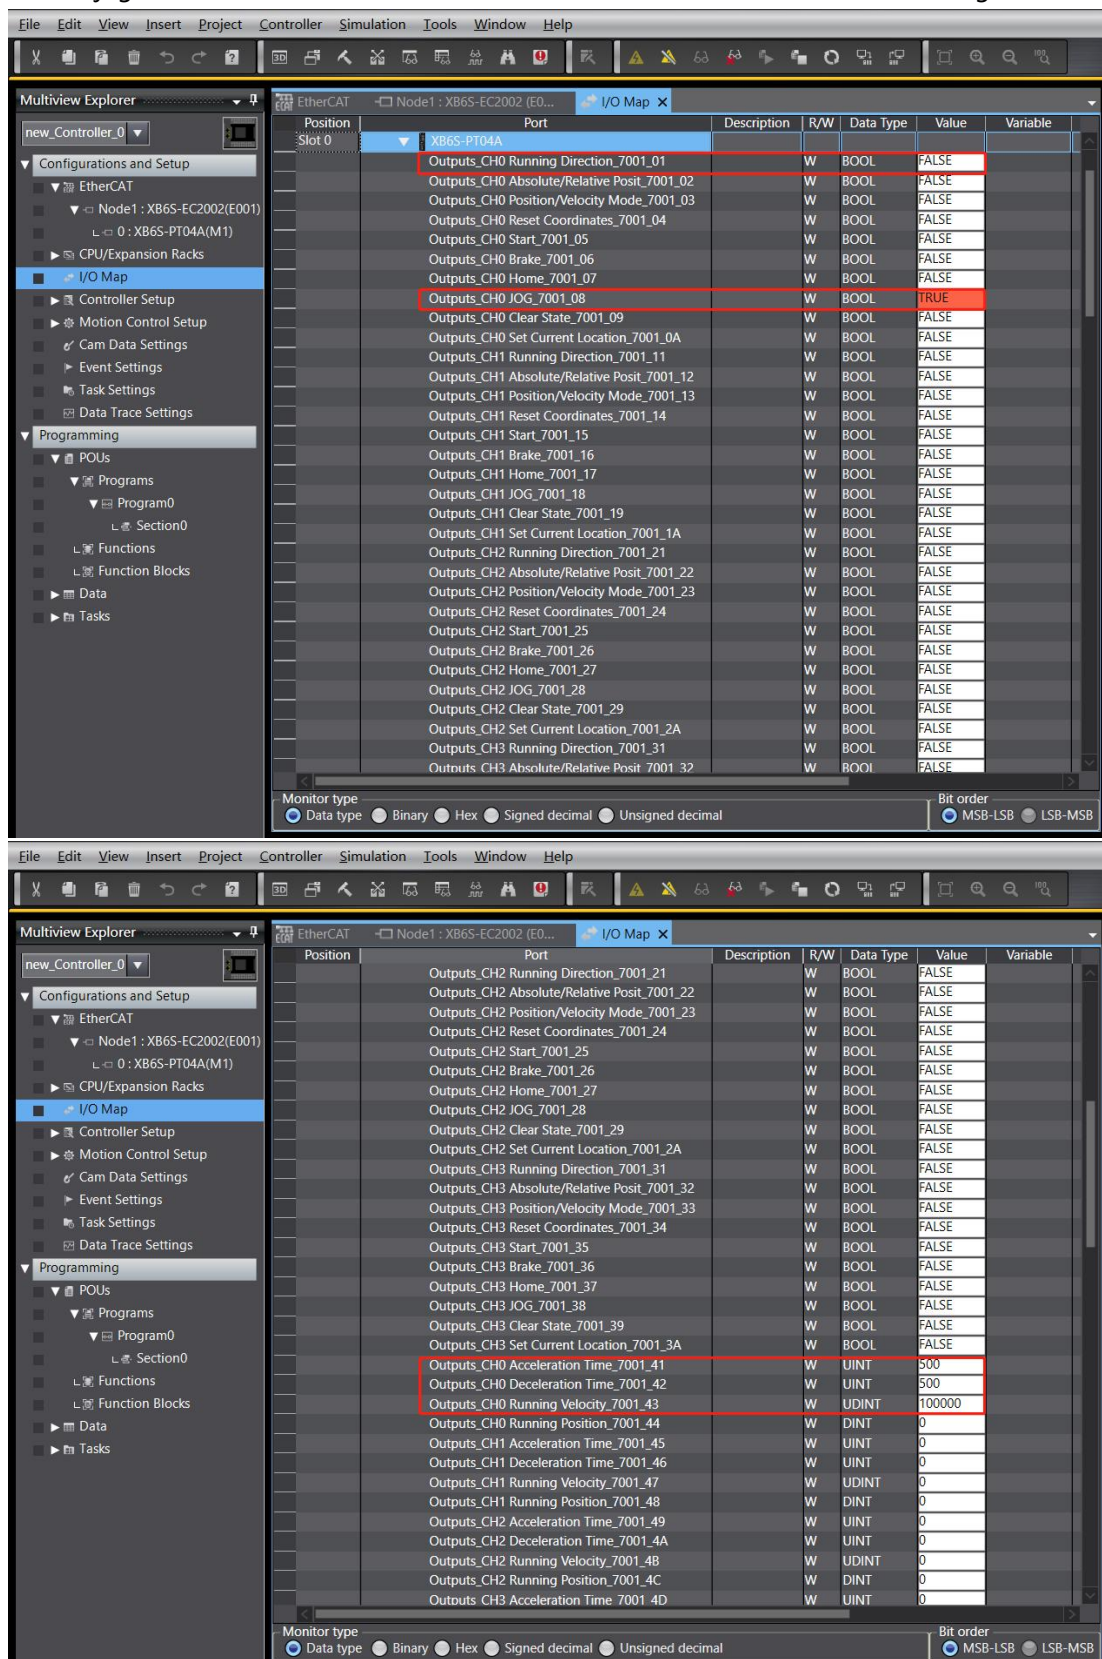 File Edit View Insert Project Controller Simulation Tools Window Help
Multiview Explorer
new_Controller_0
Configurations and Setup
EtherCAT
Node1 : XB6S-EC2002(E001)
0 : XB6S-PT04A(M1)
CPU/Expansion Racks
I/O Map
Controller Setup
Motion Control Setup
Cam Data Settings
Event Settings
Task Settings
Data Trace Settings
Programming
POUs
Programs
Program0
Section0
Functions
Function Blocks
Data
Tasks
EtherCAT Node1 : XB6S-EC2002 (E0... I/O Map
Position Port Description R/W Data Type Value Variable
Slot 0 XB6S-PT04A
Outputs_CH0 Running Direction_7001_01 W BOOL FALSE
Outputs_CH0 Absolute/Relative Posit_7001_02 W BOOL FALSE
Outputs_CH0 Position/Velocity Mode_7001_03 W BOOL FALSE
Outputs_CH0 Reset Coordinates_7001_04 W BOOL FALSE
Outputs_CH0 Start_7001_05 W BOOL FALSE
Outputs_CH0 Brake_7001_06 W BOOL FALSE
Outputs_CH0 Home_7001_07 W BOOL FALSE
Outputs_CH0 JOG_7001_08 W BOOL TRUE
Outputs_CH0 Clear State_7001_09 W BOOL FALSE
Outputs_CH0 Set Current Location_7001_0A W BOOL FALSE
Outputs_CH1 Running Direction_7001_11 W BOOL FALSE
Outputs_CH1 Absolute/Relative Posit_7001_12 W BOOL FALSE
Outputs_CH1 Position/Velocity Mode_7001_13 W BOOL FALSE
Outputs_CH1 Reset Coordinates_7001_14 W BOOL FALSE
Outputs_CH1 Start_7001_15 W BOOL FALSE
Outputs_CH1 Brake_7001_16 W BOOL FALSE
Outputs_CH1 Home_7001_17 W BOOL FALSE
Outputs_CH1 JOG_7001_18 W BOOL FALSE
Outputs_CH1 Clear State_7001_19 W BOOL FALSE
Outputs_CH1 Set Current Location_7001_1A W BOOL FALSE
Outputs_CH2 Running Direction_7001_21 W BOOL FALSE
Outputs_CH2 Absolute/Relative Posit_7001_22 W BOOL FALSE
Outputs_CH2 Position/Velocity Mode_7001_23 W BOOL FALSE
Outputs_CH2 Reset Coordinates_7001_24 W BOOL FALSE
Outputs_CH2 Start_7001_25 W BOOL FALSE
Outputs_CH2 Brake_7001_26 W BOOL FALSE
Outputs_CH2 Home_7001_27 W BOOL FALSE
Outputs_CH2 JOG_7001_28 W BOOL FALSE
Outputs_CH2 Clear State_7001_29 W BOOL FALSE
Outputs_CH2 Set Current Location_7001_2A W BOOL FALSE
Outputs_CH3 Running Direction_7001_31 W BOOL FALSE
Outputs CH3 Absolute/Relative Posit 7001 32 W BOOL FALSE
Monitor type Bit order
Data type Binary Hex Signed decimal Unsigned decimal MSB-LSB LSB-MSB
File Edit View Insert Project Controller Simulation Tools Window Help
Multiview Explorer
new_Controller_0
Configurations and Setup
EtherCAT
Node1 : XB6S-EC2002(E001)
0 : XB6S-PT04A(M1)
CPU/Expansion Racks
I/O Map
Controller Setup
Motion Control Setup
Cam Data Settings
Event Settings
Task Settings
Data Trace Settings
Programming
POUs
Programs
Program0
Section0
Functions
Function Blocks
Data
Tasks
EtherCAT Node1 : XB6S-EC2002 (E0... I/O Map
Position Port Description R/W Data Type Value Variable
Outputs_CH2 Running Direction_7001_21 W BOOL FALSE
Outputs_CH2 Absolute/Relative Posit_7001_22 W BOOL FALSE
Outputs_CH2 Position/Velocity Mode_7001_23 W BOOL FALSE
Outputs_CH2 Reset Coordinates_7001_24 W BOOL FALSE
Outputs_CH2 Start_7001_25 W BOOL FALSE
Outputs_CH2 Brake_7001_26 W BOOL FALSE
Outputs_CH2 Home_7001_27 W BOOL FALSE
Outputs_CH2 JOG_7001_28 W BOOL FALSE
Outputs_CH2 Clear State_7001_29 W BOOL FALSE
Outputs_CH2 Set Current Location_7001_2A W BOOL FALSE
Outputs_CH3 Running Direction_7001_31 W BOOL FALSE
Outputs_CH3 Absolute/Relative Posit_7001_32 W BOOL FALSE
Outputs_CH3 Position/Velocity Mode_7001_33 W BOOL FALSE
Outputs_CH3 Reset Coordinates_7001_34 W BOOL FALSE
Outputs_CH3 Start_7001_35 W BOOL FALSE
Outputs_CH3 Brake_7001_36 W BOOL FALSE
Outputs_CH3 Home_7001_37 W BOOL FALSE
Outputs_CH3 JOG_7001_38 W BOOL FALSE
Outputs_CH3 Clear State_7001_39 W BOOL FALSE
Outputs_CH3 Set Current Location_7001_3A W BOOL FALSE
Outputs_CH0 Acceleration Time_7001_41 W UINT 500
Outputs_CH0 Deceleration Time_7001_42 W UINT 500
Outputs_CH0 Running Velocity_7001_43 W UDINT 100000
Outputs_CH0 Running Position_7001_44 W DINT 0
Outputs_CH1 Acceleration Time_7001_45 W UINT 0
Outputs_CH1 Deceleration Time_7001_46 W UINT 0
Outputs_CH1 Running Velocity_7001_47 W UDINT 0
Outputs_CH1 Running Position_7001_48 W DINT 0
Outputs_CH2 Acceleration Time_7001_49 W UINT 0
Outputs_CH2 Deceleration Time_7001_4A W UINT 0
Outputs_CH2 Running Velocity_7001_4B W UDINT 0
Outputs_CH2 Running Position_7001_4C W DINT 0
Outputs CH3 Acceleration Time 7001 4D W UINT 0
Monitor type Bit order
Data type Binary Hex Signed decimal Unsigned decimal MSB-LSB LSB-MSB